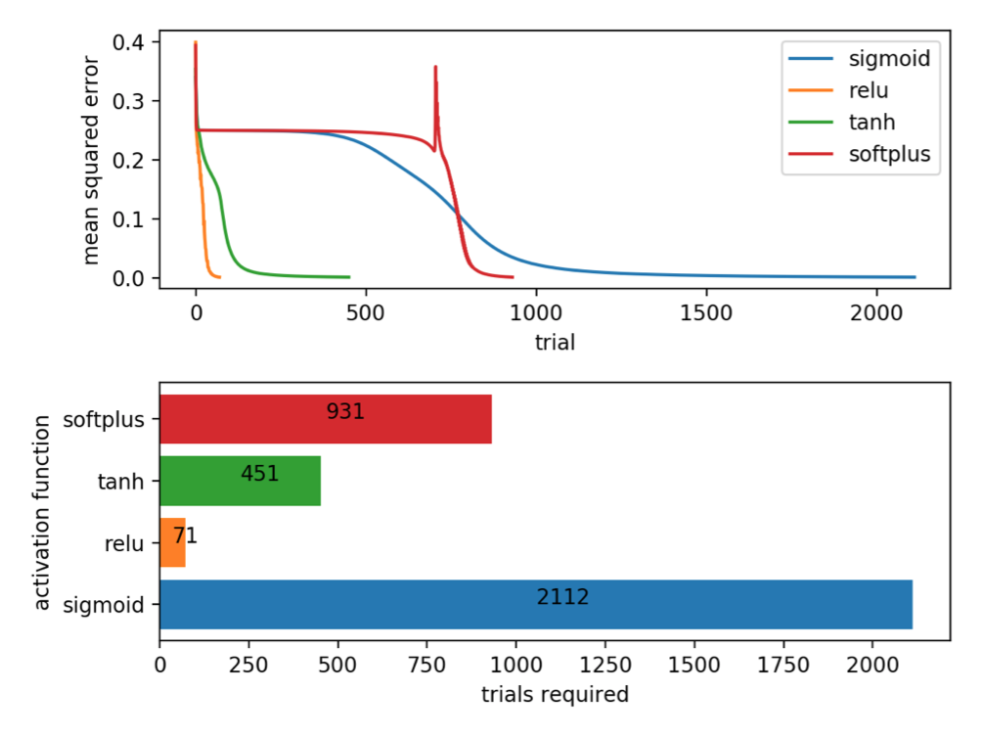 0.4
0.3
0.2
0.1
0.0
mean squared error
sigmoid
relu
tanh
softplus
0 500 1000 1500 2000
trial
activation function
softplus 931
tanh 451
relu 71
sigmoid 2112
0 250 500 750 1000 1250 1500 1750 2000
trials required